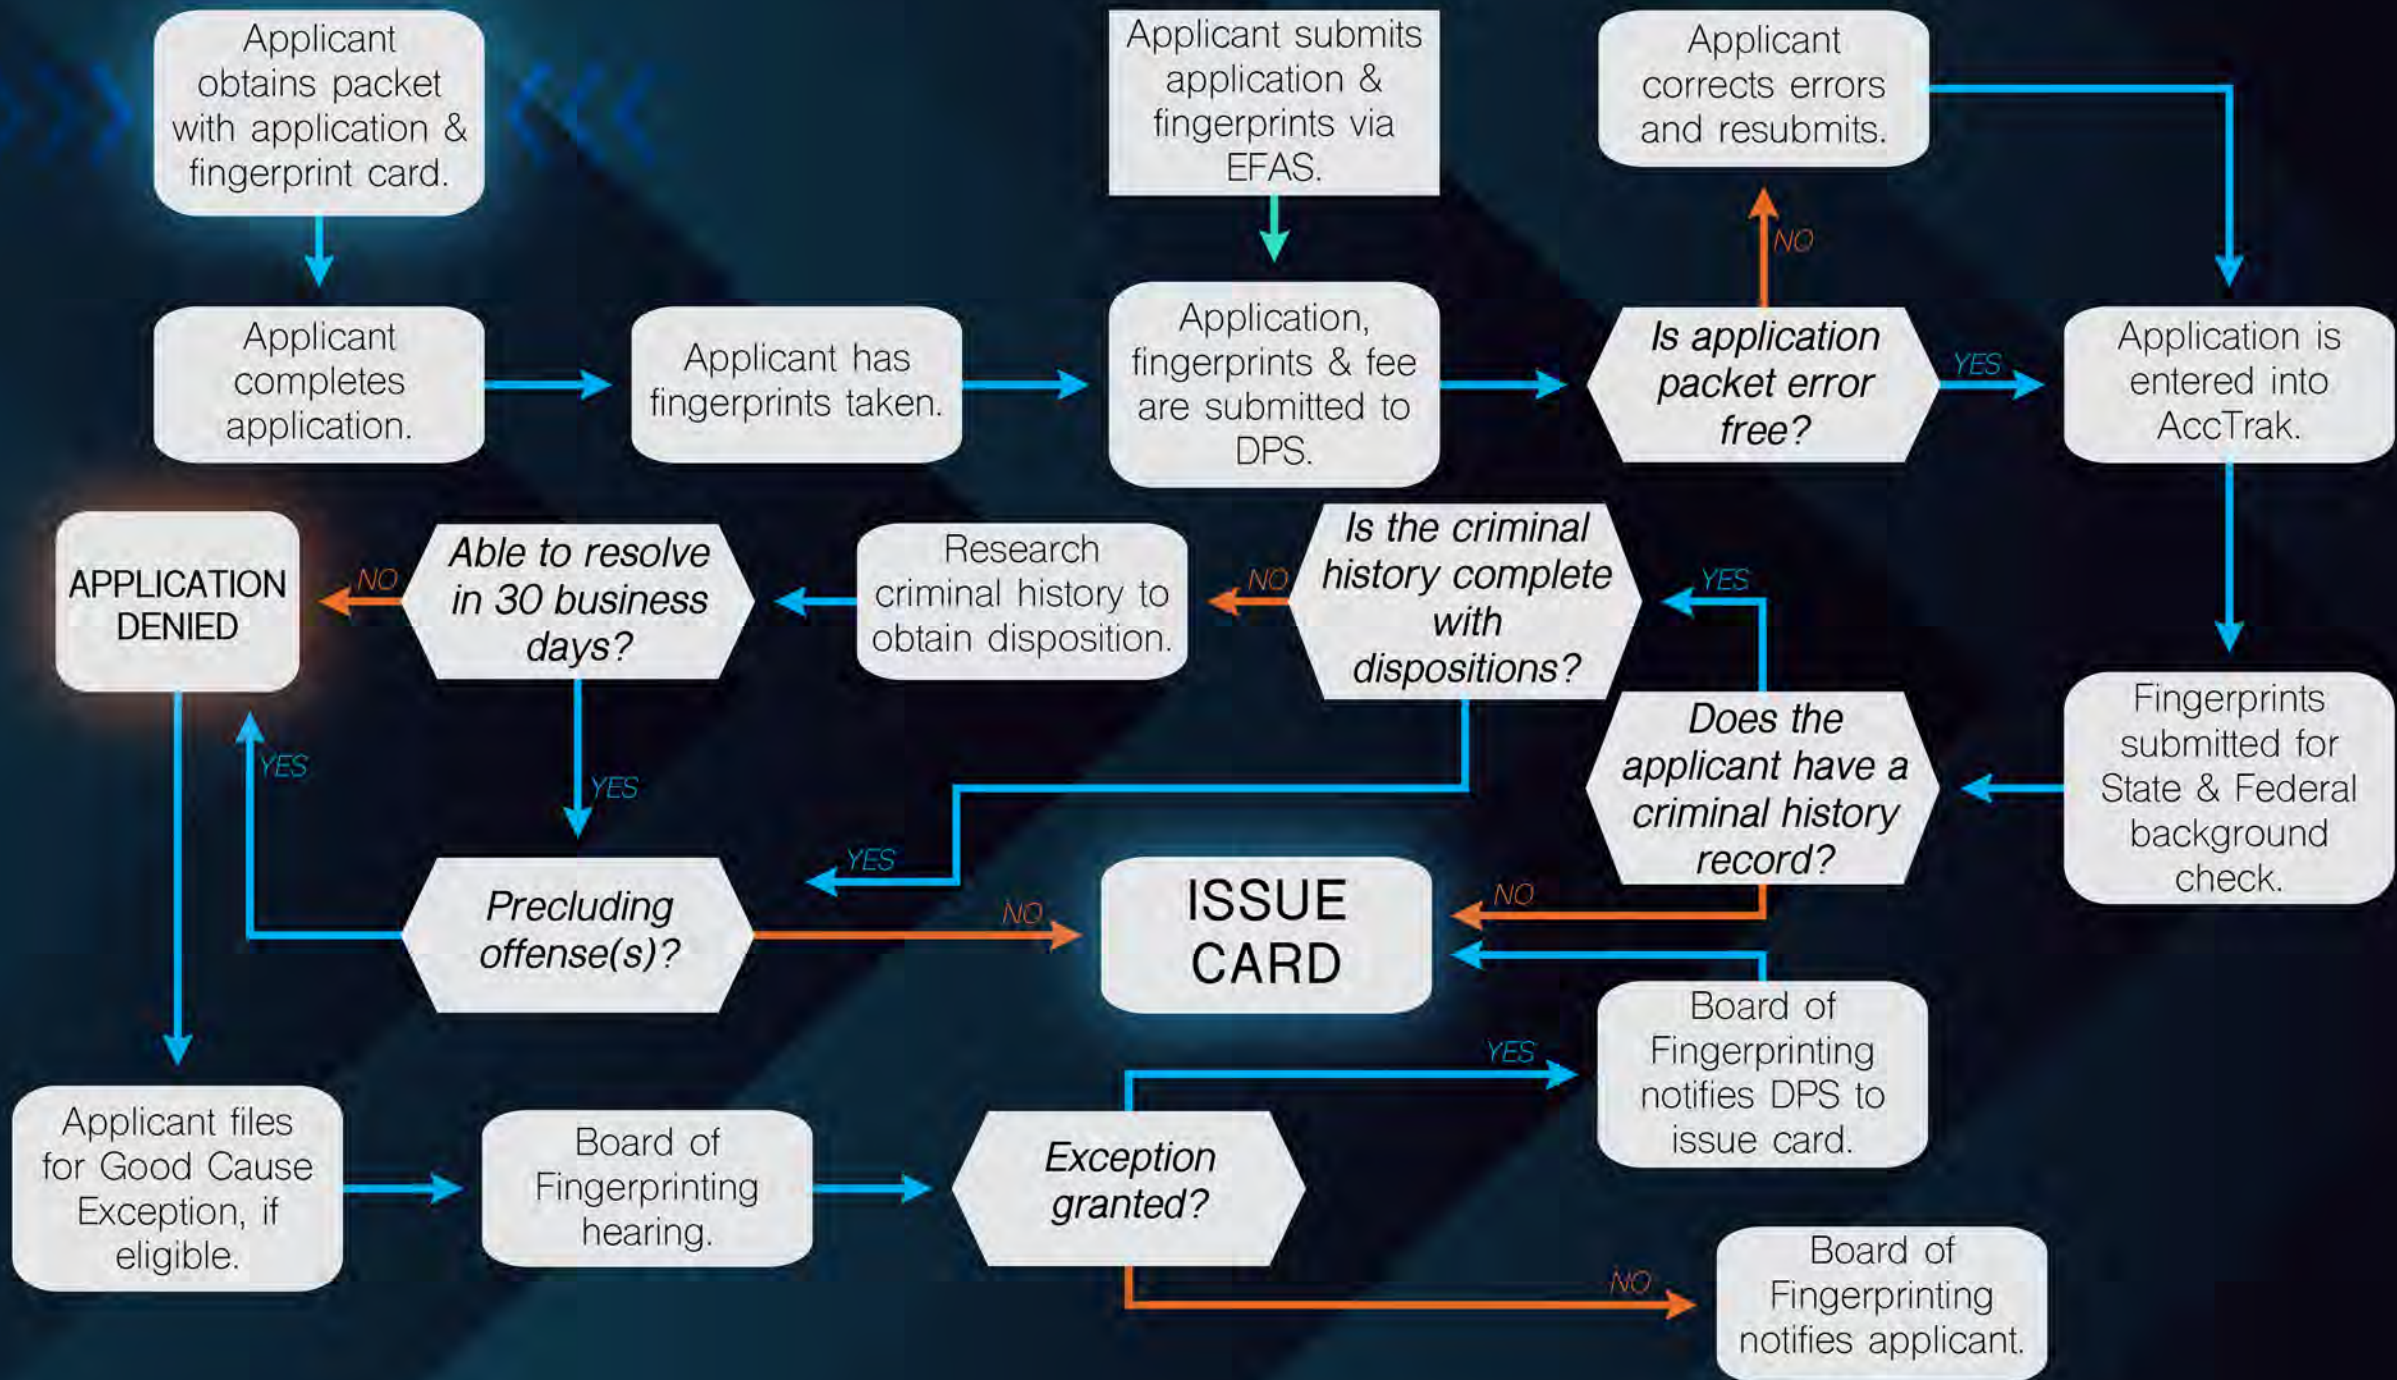 Applicant
obtains packet
with application &
fingerprint card.
Applicant submits
application &
fingerprints via
EFAS.
Applicant
corrects errors
and resubmits.
NO
Applicant
completes
application.
Applicant has
fingerprints taken.
Application,
fingerprints & fee
are submitted to
DPS.
Is application
packet error
free?
YES
Application is
entered into
AccTrak.
APPLICATION
DENIED
NO
Able to resolve
in 30 business
days?
Research
criminal history to
obtain disposition.
NO
Is the criminal
history complete
with
dispositions?
YES
Does the
applicant have a
criminal history
record?
Fingerprints
submitted for
State & Federal
background
check.
YES
YES
YES
Precluding
offense(s)?
NO
ISSUE
CARD
NO
Board of
Fingerprinting
notifies DPS to
issue card.
YES
Applicant files
for Good Cause
Exception, if
eligible.
Board of
Fingerprinting
hearing.
Exception
granted?
NO
Board of
Fingerprinting
notifies applicant.